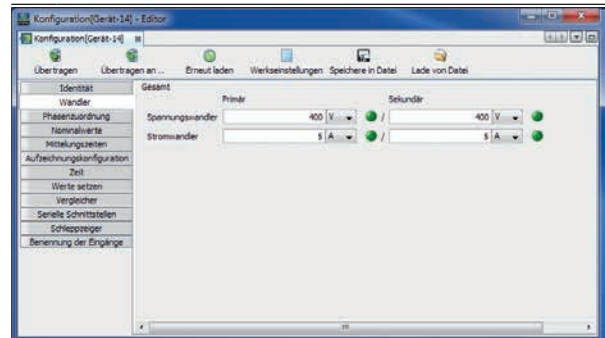 Konfiguration[Gerät-14] - Editor
Konfiguration[Gerät-14]
Übertragen Übertragen an ... Erneut laden Werkseinstellungen Speichere in Datei Lade von Datei
Identität
Wandler
Phasenzuordnung
Nominalwerte
Mittelungszeiten
Aufzeichnungskonfiguration
Zeit
Werte setzen
Vergleicher
Serielle Schnittstellen
Schleppzeiger
Benennung der Eingänge
Gesamt
Primär Sekundär
Spannungswandler 400 V / 400 V
Stromwandler 5 A / 5 A